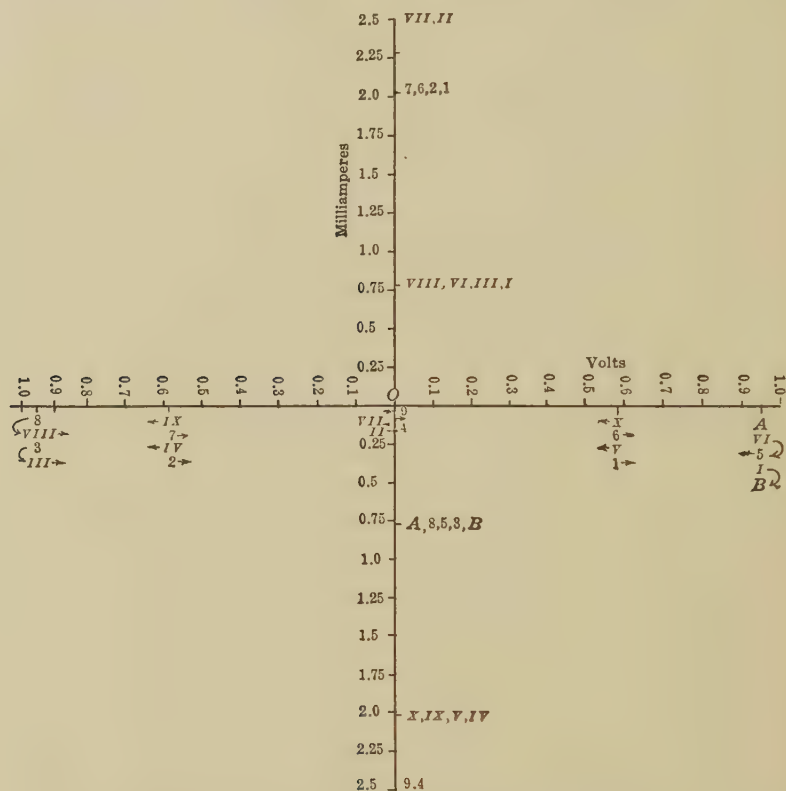 2.5 VII,II
2.25
2.0 7,6,2,1
1.75
Milliamperes
1.5
1.25
1.0
0.75 VIII, VI,III,I
0.5
0.25
Volts
1.0 0.9 0.8 0.7 0.6 0.5 0.4 0.3 0.2 0.1 O 0.1 0.2 0.3 0.4 0.5 0.6 0.7 0.8 0.9 1.0
8 IX VII 9 X A
VIII 7 II 4 6 VI
3 IV 0.25 V 5
III 2 1 I
0.5 B
0.75 A,8,5,3,B
1.0
1.25
1.5
1.75
2.0 X,IX,V,IV
2.25
2.5 9.4